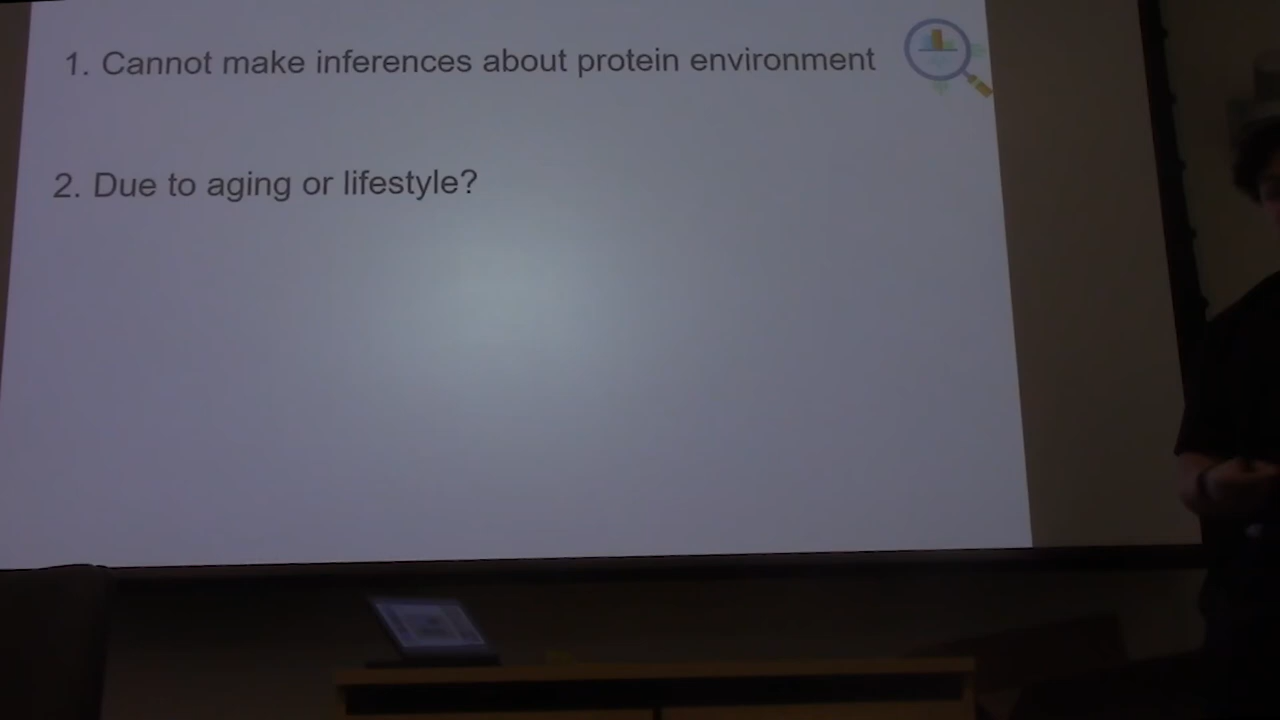 1. Cannot make inferences about protein environment
2. Due to aging or lifestyle?